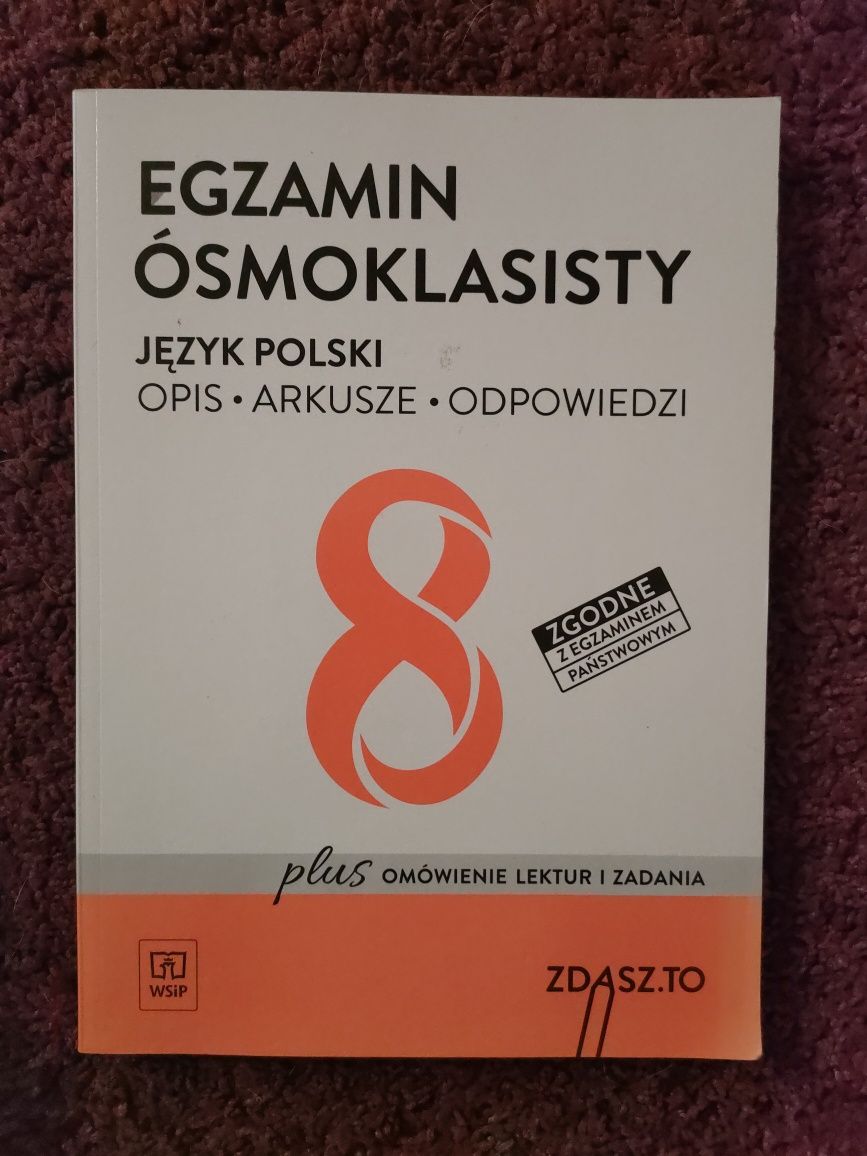 EGZAMIN
ÓSMOKLASISTY
JĘZYK POLSKI
OPIS • ARKUSZE • ODPOWIEDZI
8
ZGODNE
Z EGZAMINEM
PAŃSTWOWYM
plus OMÓWIENIE LEKTUR I ZADANIA
WSiP
ZDASZ.TO